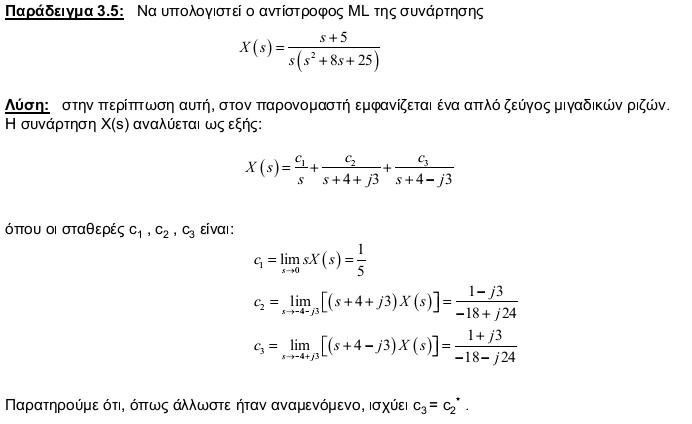 Παράδειγμα 3.5: Να υπολογιστεί ο αντίστροφος ML της συνάρτησης
X(s) = (s+5) / (s(s²+8s+25))
Λύση: στην περίπτωση αυτή, στον παρονομαστή εμφανίζεται ένα απλό ζεύγος μιγαδικών ριζών.
Η συνάρτηση X(s) αναλύεται ως εξής:
X(s) = c₁/s + c₂/(s+4+j3) + c₃/(s+4−j3)
όπου οι σταθερές c₁ , c₂ , c₃ είναι:
c₁ = lim_{s→0} sX(s) = 1/5
c₂ = lim_{s→-4-j3} [(s+4+j3)X(s)] = (1−j3)/(−18+j24)
c₃ = lim_{s→-4+j3} [(s+4−j3)X(s)] = (1+j3)/(−18−j24)
Παρατηρούμε ότι, όπως άλλωστε ήταν αναμενόμενο, ισχύει c₃ = c₂* .